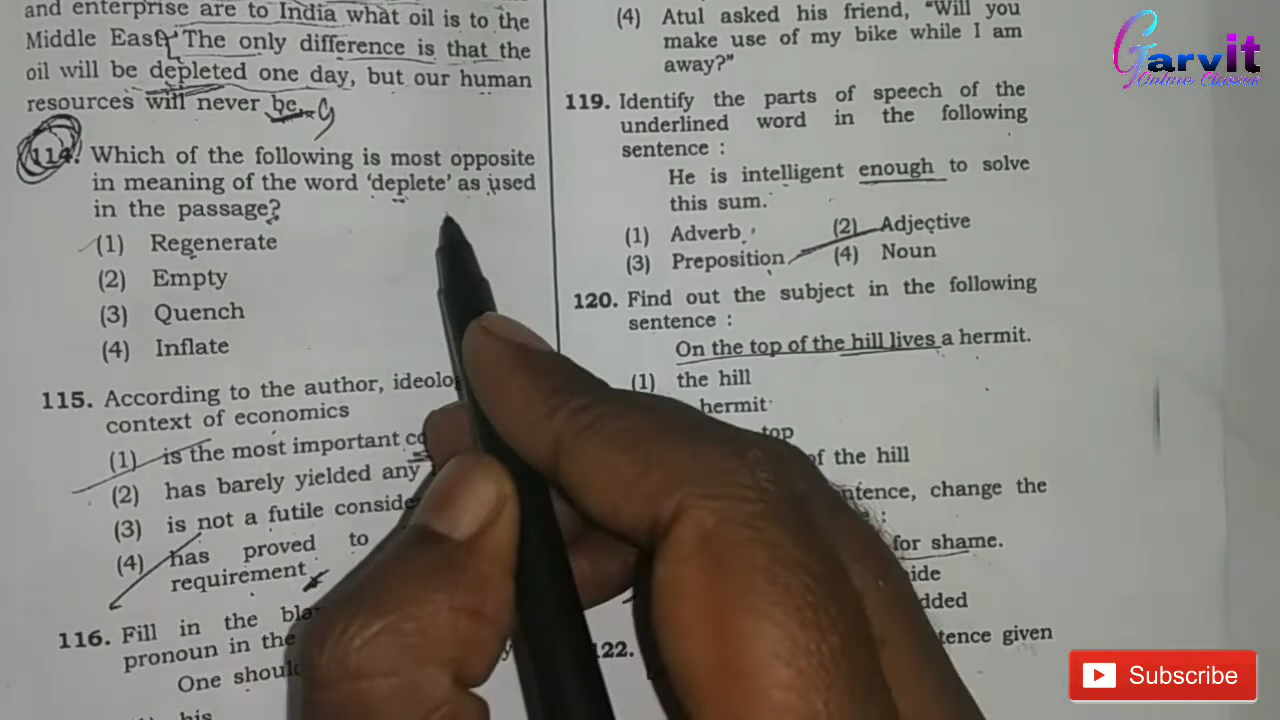 and enterprise are to India what oil is to the
Middle East. The only difference is that the
oil will be depleted one day, but our human
resources will never be.
114. Which of the following is most opposite
in meaning of the word ‘deplete’ as used
in the passage?
(1) Regenerate
(2) Empty
(3) Quench
(4) Inflate
115. According to the author,
context of economics
(1) is the most important
(2) has barely yielded any
(3) is not a futile
(4) has proved to
requirement
116. Fill in the
pronoun in the
One
his
(4) Atul asked his friend, “Will you
make use of my bike while I am
away?”
119. Identify the parts of speech of the
underlined word in the following
sentence :
He is intelligent enough to solve
this sum.
(1) Adverb (2) Adjective
(3) Preposition (4) Noun
120. Find out the subject in the following
sentence :
On the top of the hill lives a hermit.
(1) the hill
hermit
top
of the hill
change the
for shame.
122. given
Garvit
Online Classes
Subscribe